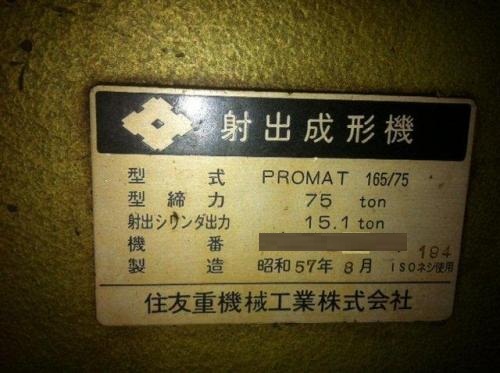 射出成形機
型式 PROMAT 165/75
型締力 75 ton
射出シリンダ出力 15.1 ton
機番 194
製造 昭和57年 8月 ISOネジ使用
住友重機械工業株式会社